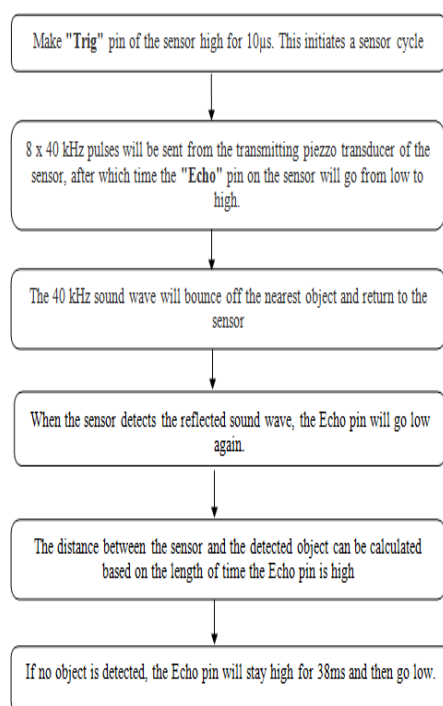 Make "Trig" pin of the sensor high for 10µs. This initiates a sensor cycle
8 x 40 kHz pulses will be sent from the transmitting piezzo transducer of the
sensor, after which time the "Echo" pin on the sensor will go from low to
high.
The 40 kHz sound wave will bounce off the nearest object and return to the
sensor
When the sensor detects the reflected sound wave, the Echo pin will go low
again.
The distance between the sensor and the detected object can be calculated
based on the length of time the Echo pin is high
If no object is detected, the Echo pin will stay high for 38ms and then go low.